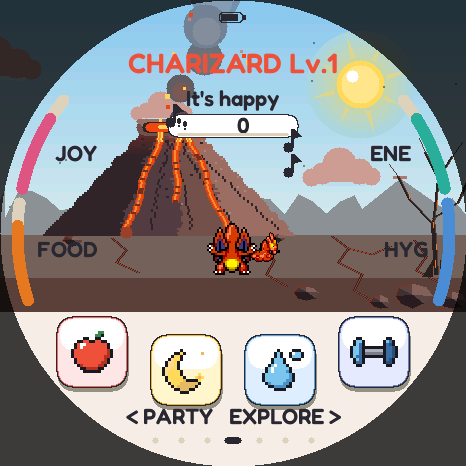 CHARIZARD Lv.1
It's happy
0
JOY
ENE
FOOD
HYG
< PARTY EXPLORE >